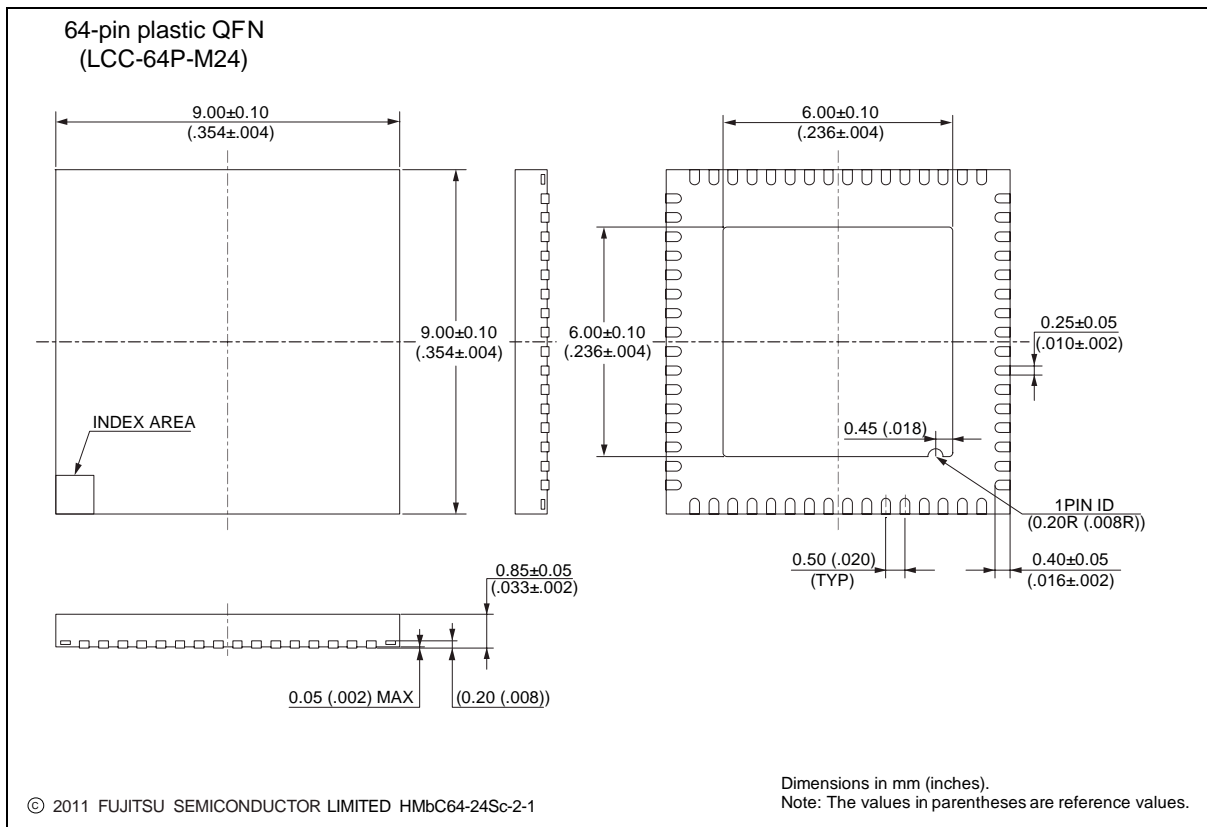 64-pin plastic QFN
(LCC-64P-M24)
9.00±0.10
(.354±.004)
6.00±0.10
(.236±.004)
9.00±0.10
(.354±.004)
6.00±0.10
(.236±.004)
0.25±0.05
(.010±.002)
INDEX AREA
0.45 (.018)
1PIN ID
(0.20R (.008R))
0.50 (.020)
(TYP)
0.40±0.05
(.016±.002)
0.85±0.05
(.033±.002)
0.05 (.002) MAX
(0.20 (.008))
Dimensions in mm (inches).
Note: The values in parentheses are reference values.
© 2011 FUJITSU SEMICONDUCTOR LIMITED HMbC64-24Sc-2-1